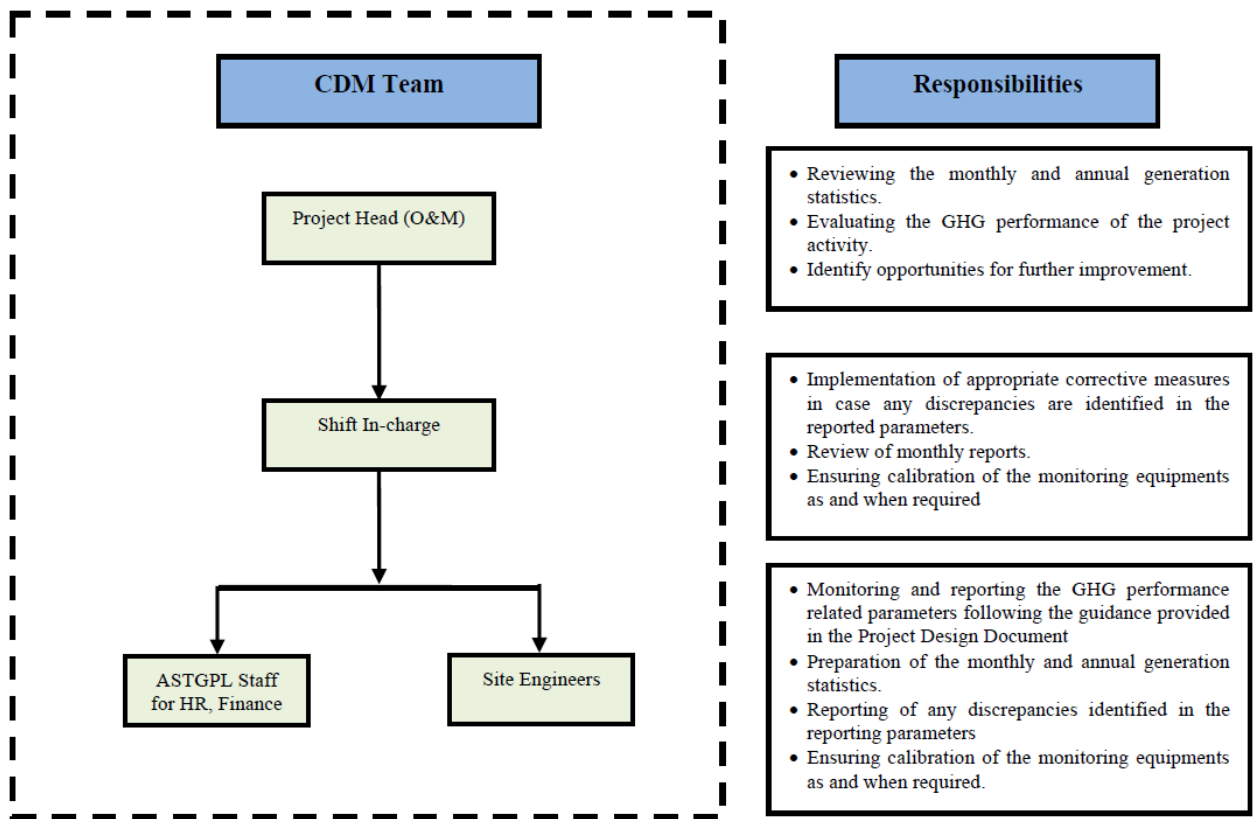 CDM Team
Project Head (O&M)
Shift In-charge
ASTGPL Staff
for HR, Finance
Site Engineers
Responsibilities
• Reviewing the monthly and annual generation
statistics.
• Evaluating the GHG performance of the project
activity.
• Identify opportunities for further improvement.
• Implementation of appropriate corrective measures
in case any discrepancies are identified in the
reported parameters.
• Review of monthly reports.
• Ensuring calibration of the monitoring equipments
as and when required
• Monitoring and reporting the GHG performance
related parameters following the guidance provided
in the Project Design Document
• Preparation of the monthly and annual generation
statistics.
• Reporting of any discrepancies identified in the
reporting parameters
• Ensuring calibration of the monitoring equipments
as and when required.